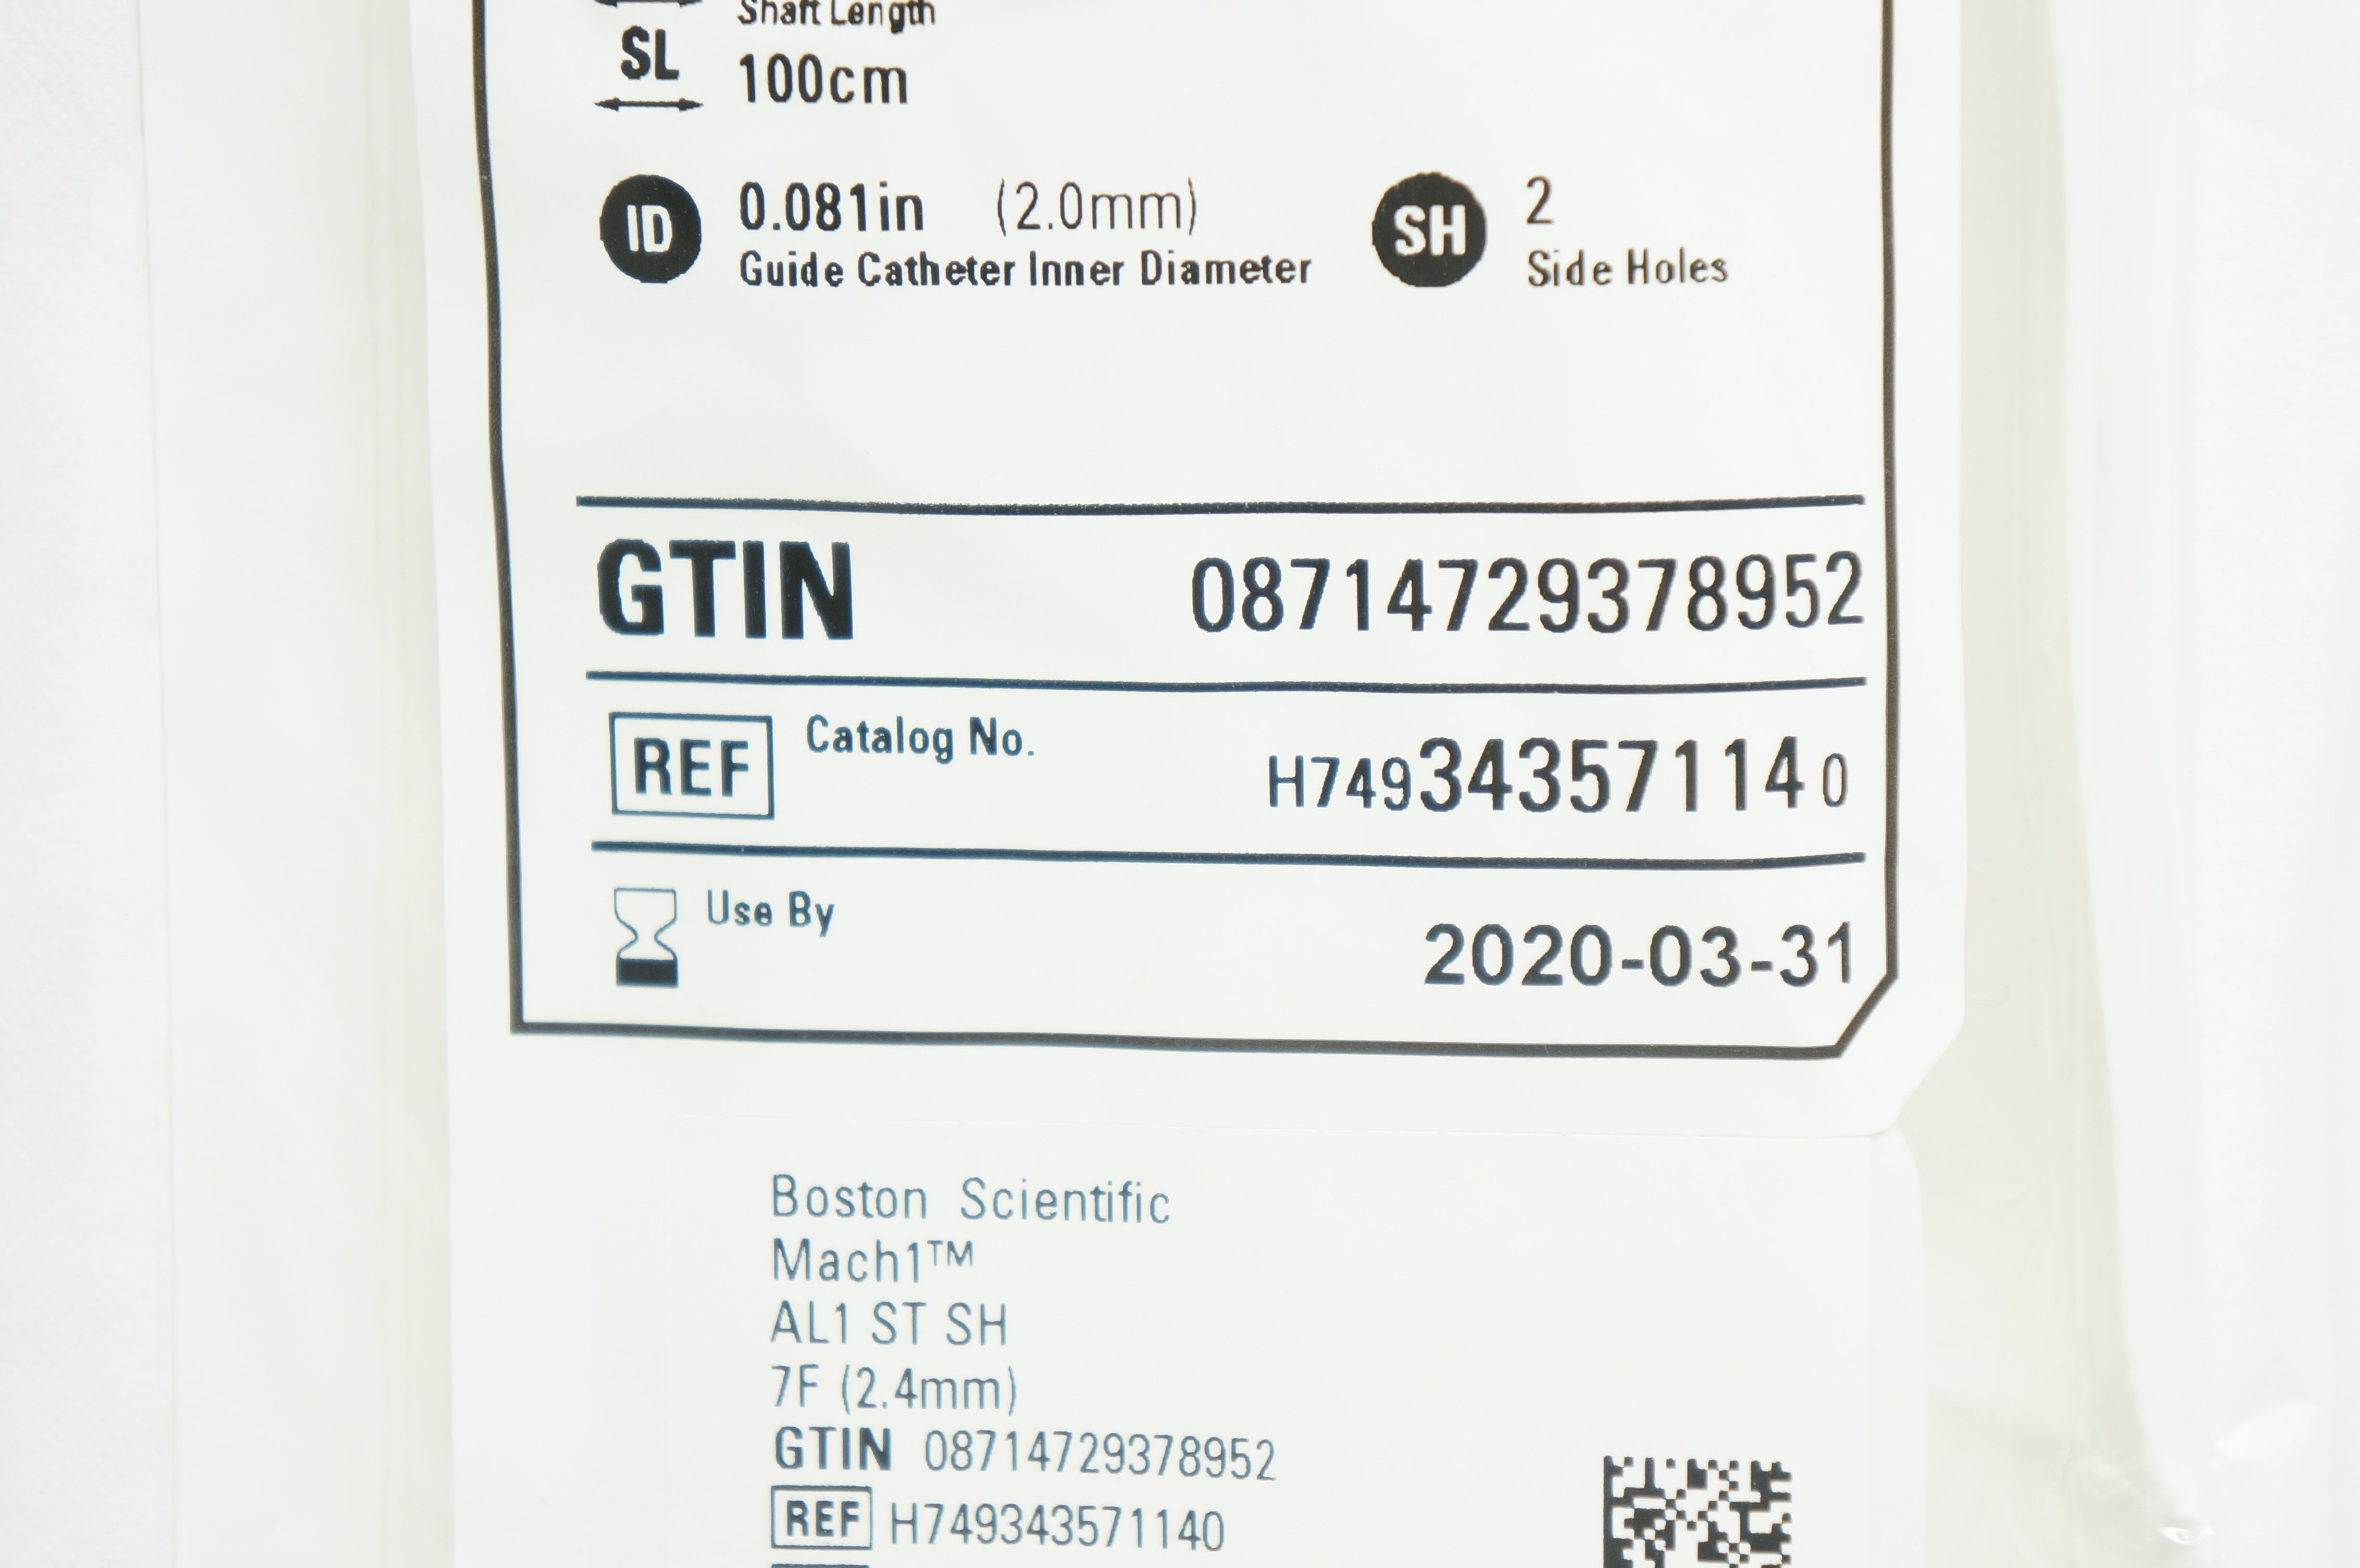 Shaft Length
SL
100cm
ID
0.081in (2.0mm)
Guide Catheter Inner Diameter
SH
2
Side Holes
GTIN 08714729378952
REF Catalog No. H749343571140
Use By 2020-03-31
Boston Scientific
Mach1™
AL1 ST SH
7F (2.4mm)
GTIN 08714729378952
REF H749343571140